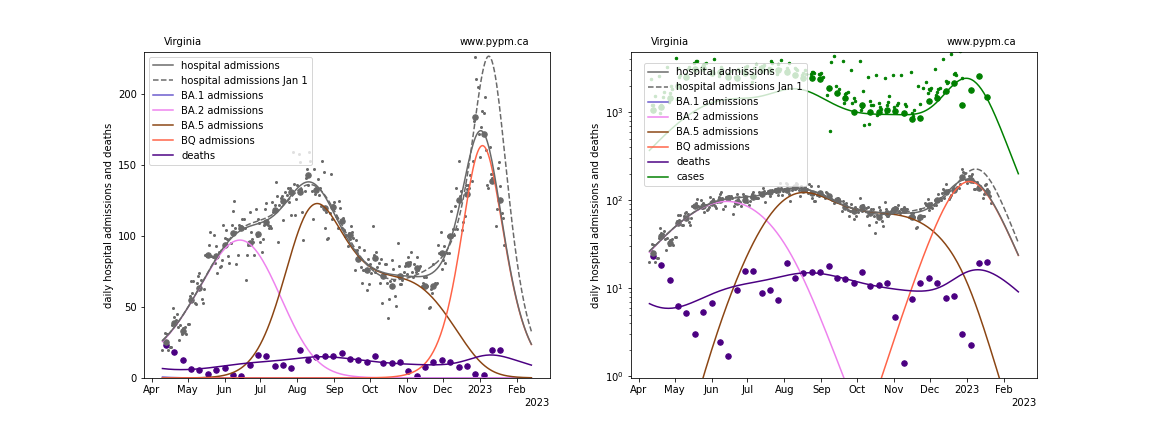 Virginia
www.pypm.ca
daily hospital admissions and deaths
200
150
100
50
0
hospital admissions
hospital admissions Jan 1
BA.1 admissions
BA.2 admissions
BA.5 admissions
BQ admissions
deaths
Apr May Jun Jul Aug Sep Oct Nov Dec 2023 Feb
2023
Virginia
www.pypm.ca
daily hospital admissions and deaths
10³
10²
10¹
10⁰
hospital admissions
hospital admissions Jan 1
BA.1 admissions
BA.2 admissions
BA.5 admissions
BQ admissions
deaths
cases
Apr May Jun Jul Aug Sep Oct Nov Dec 2023 Feb
2023